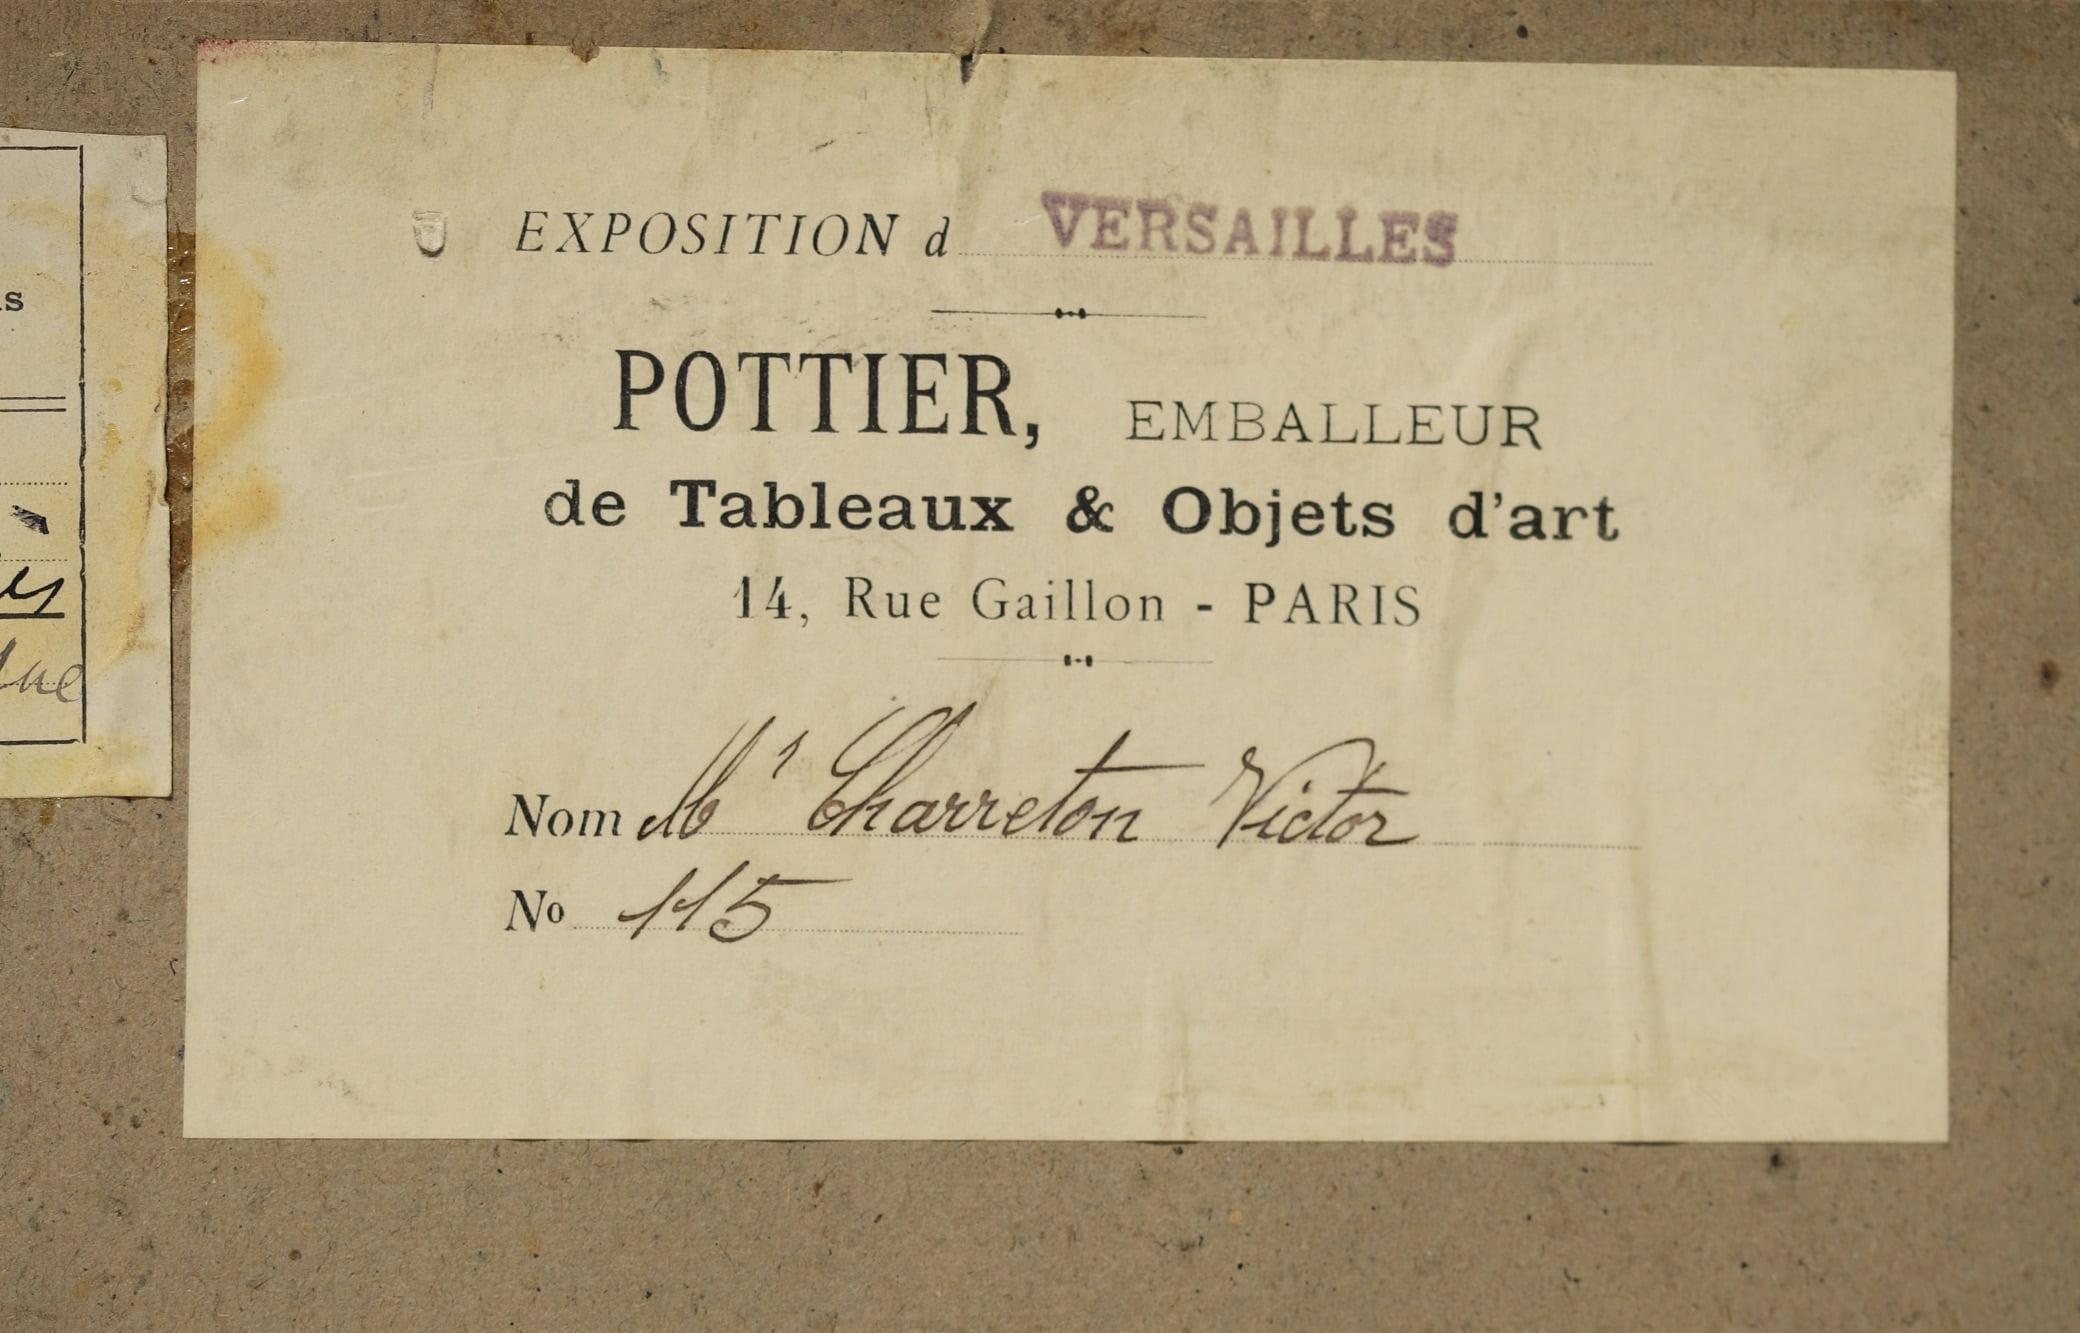 EXPOSITION d VERSAILLES
POTTIER, EMBALLEUR
de Tableaux & Objets d'art
14, Rue Gaillon - PARIS
Nom Mr Charreton Victor
No 115